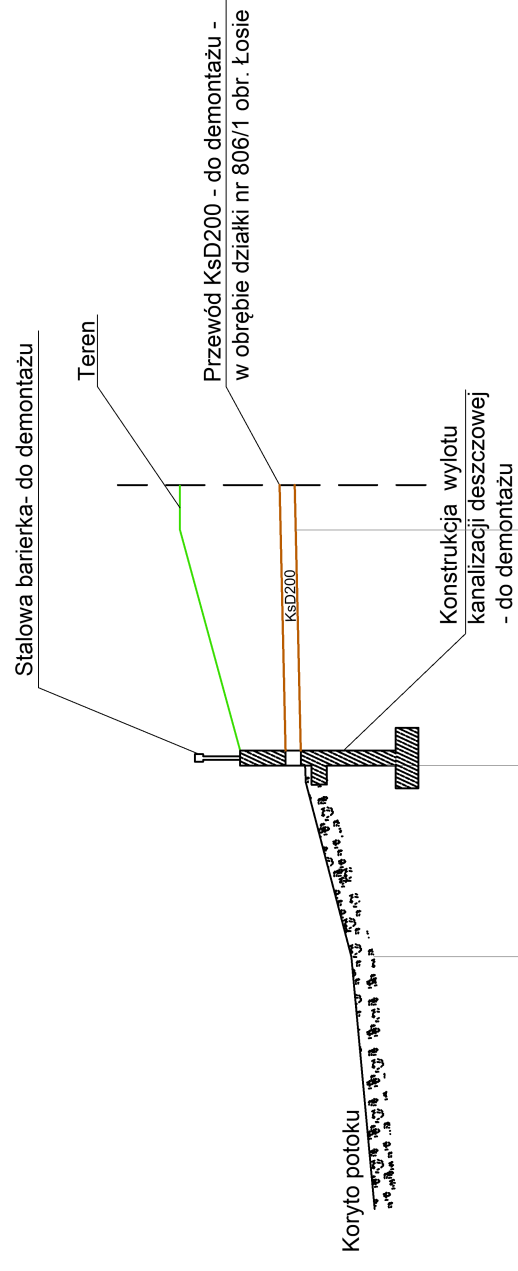 Stalowa barierka- do demontażu
Teren
Przewód KsD200 - do demontażu -
w obrębie działki nr 806/1 obr. Łosie
KsD200
Konstrukcja wylotu
kanalizacji deszczowej
- do demontażu
Koryto potoku